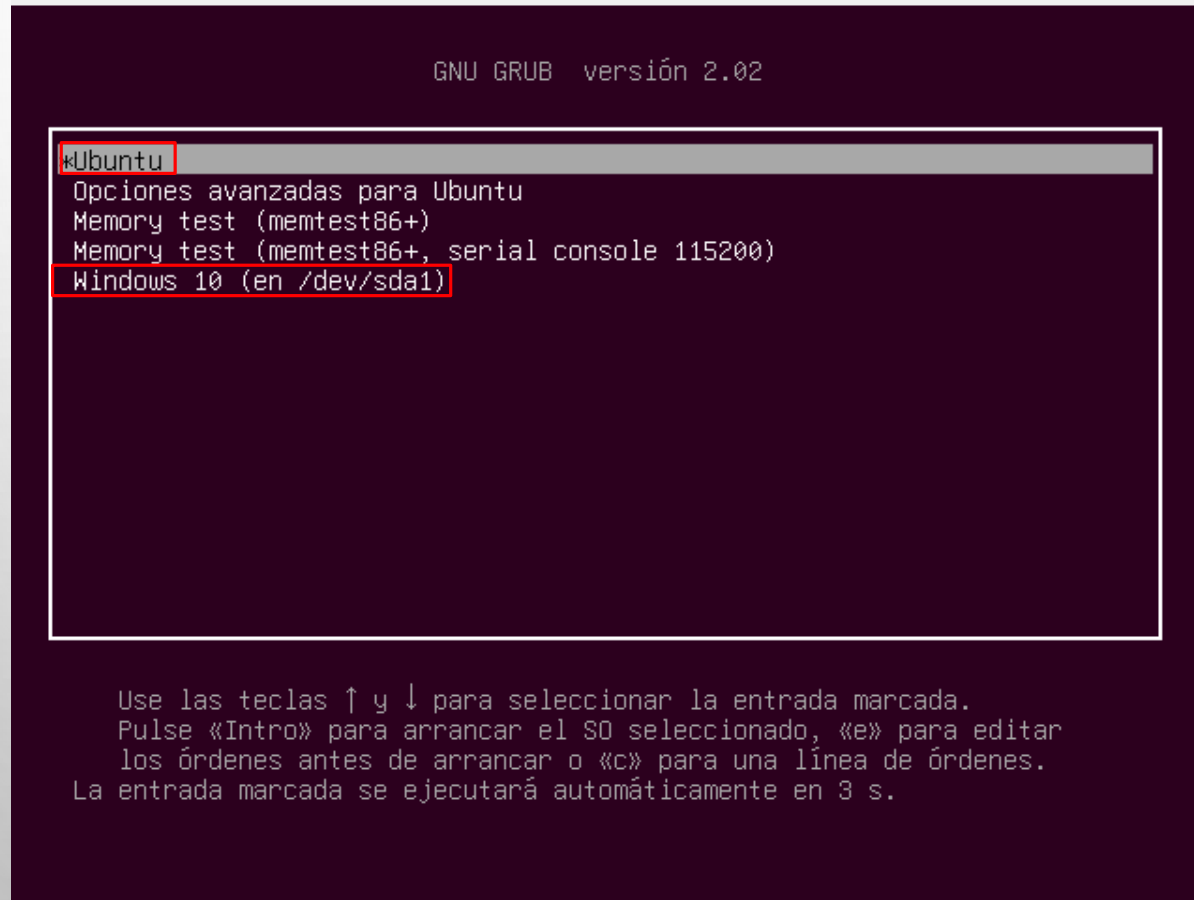 GNU GRUB versión 2.02
*Ubuntu
Opciones avanzadas para Ubuntu
Memory test (memtest86+)
Memory test (memtest86+, serial console 115200)
Windows 10 (en /dev/sda1)
Use las teclas ↑ y ↓ para seleccionar la entrada marcada.
Pulse «Intro» para arrancar el SO seleccionado, «e» para editar
los órdenes antes de arrancar o «c» para una línea de órdenes.
La entrada marcada se ejecutará automáticamente en 3 s.